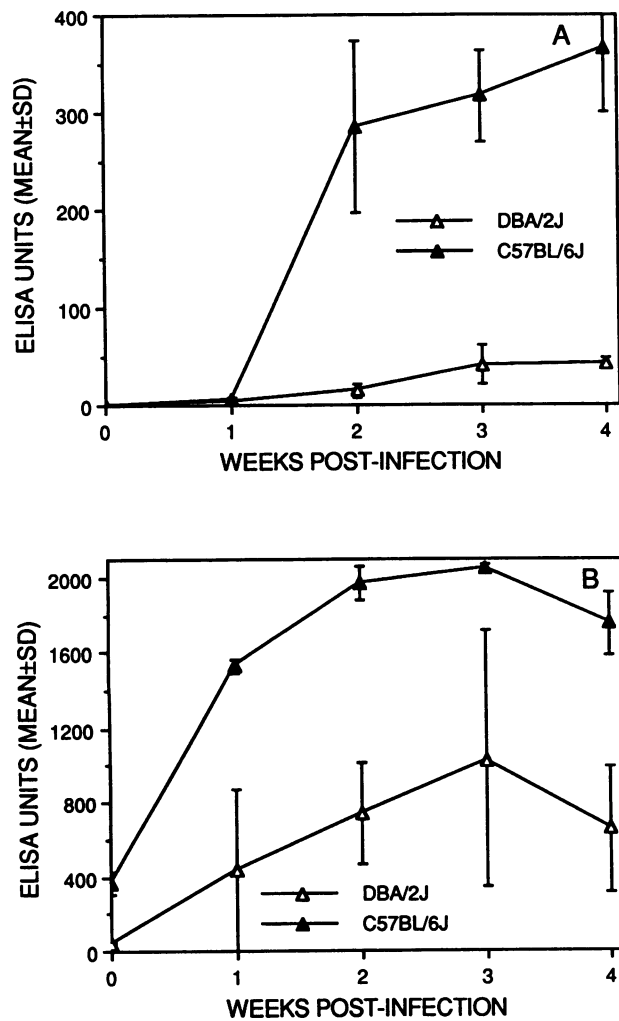 A
400
300
200
100
0
ELISA UNITS (MEAN±SD)
DBA/2J
C57BL/6J
0 1 2 3 4
WEEKS POST-INFECTION
B
2000
1600
1200
800
400
0
ELISA UNITS (MEAN±SD)
DBA/2J
C57BL/6J
0 1 2 3 4
WEEKS POST-INFECTION